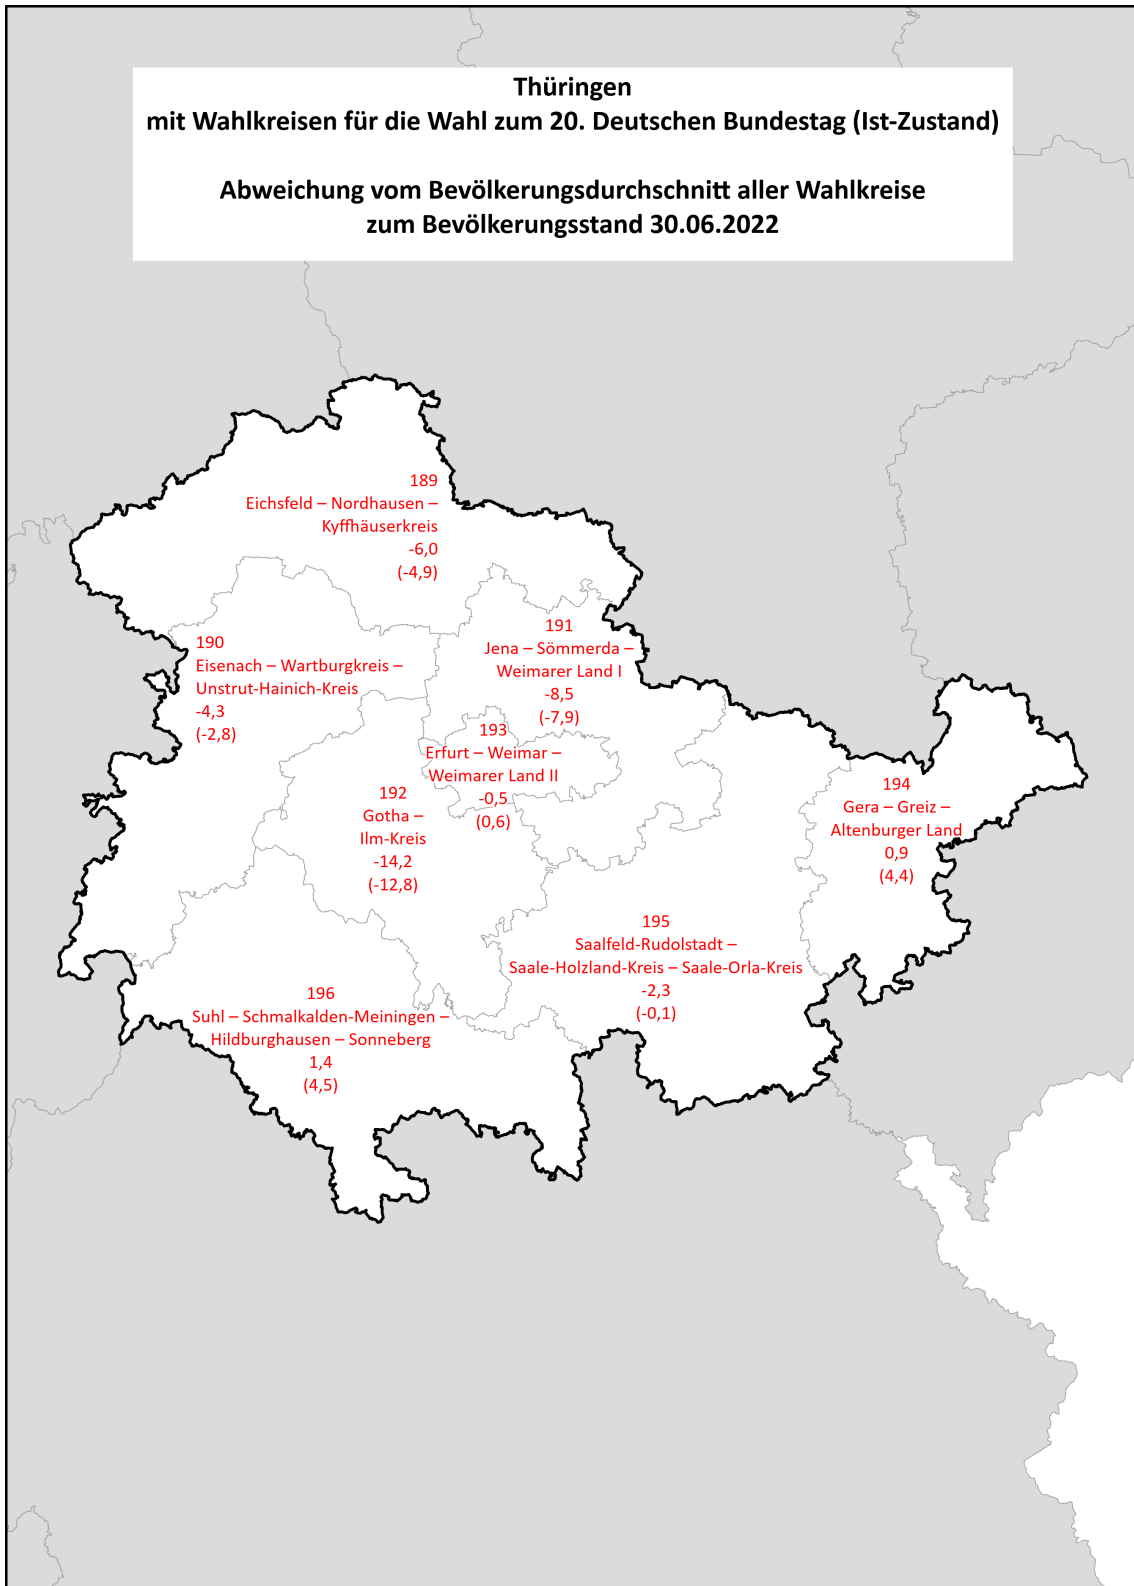 Thüringen
mit Wahlkreisen für die Wahl zum 20. Deutschen Bundestag (Ist-Zustand)
Abweichung vom Bevölkerungsdurchschnitt aller Wahlkreise
zum Bevölkerungsstand 30.06.2022
189
Eichsfeld – Nordhausen –
Kyffhäuserkreis
-6,0
(-4,9)
190
Eisenach – Wartburgkreis –
Unstrut-Hainich-Kreis
-4,3
(-2,8)
191
Jena – Sömmerda –
Weimarer Land I
-8,5
(-7,9)
193
Erfurt – Weimar –
Weimarer Land II
-0,5
(0,6)
192
Gotha –
Ilm-Kreis
-14,2
(-12,8)
194
Gera – Greiz –
Altenburger Land
0,9
(4,4)
195
Saalfeld-Rudolstadt –
Saale-Holzland-Kreis – Saale-Orla-Kreis
-2,3
(-0,1)
196
Suhl – Schmalkalden-Meiningen –
Hildburghausen – Sonneberg
1,4
(4,5)